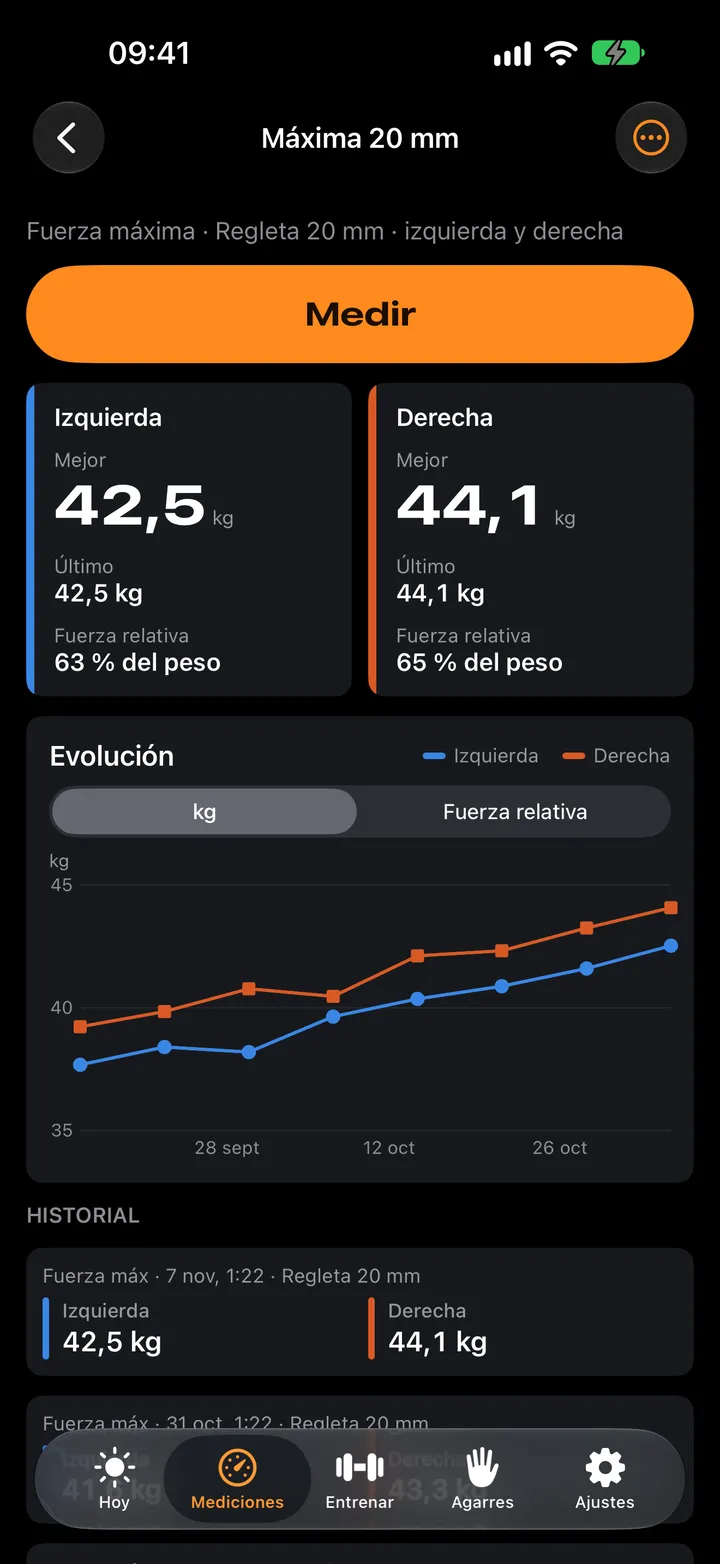 09:41
Máxima 20 mm
Fuerza máxima · Regleta 20 mm · izquierda y derecha
Medir
Izquierda
Mejor
42,5 kg
Último
42,5 kg
Fuerza relativa
63 % del peso
Derecha
Mejor
44,1 kg
Último
44,1 kg
Fuerza relativa
65 % del peso
Evolución
Izquierda
Derecha
kg
Fuerza relativa
kg
45
40
35
28 sept
12 oct
26 oct
HISTORIAL
Fuerza máx · 7 nov, 1:22 · Regleta 20 mm
Izquierda
42,5 kg
Derecha
44,1 kg
Fuerza máx · 31 oct, 1:22 · Regleta 20 mm
Derecha
43,3 kg
Hoy
Mediciones
Entrenar
Agarres
Ajustes